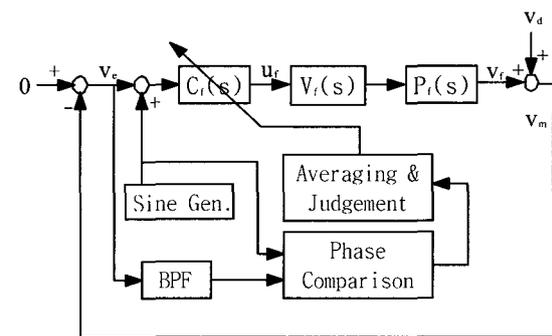 v_d
0 + - v_e + C_f(s) u_f V_f(s) P_f(s) v_f + +
v_m
Averaging &
Judgement
Sine Gen.
Phase
Comparison
BPF